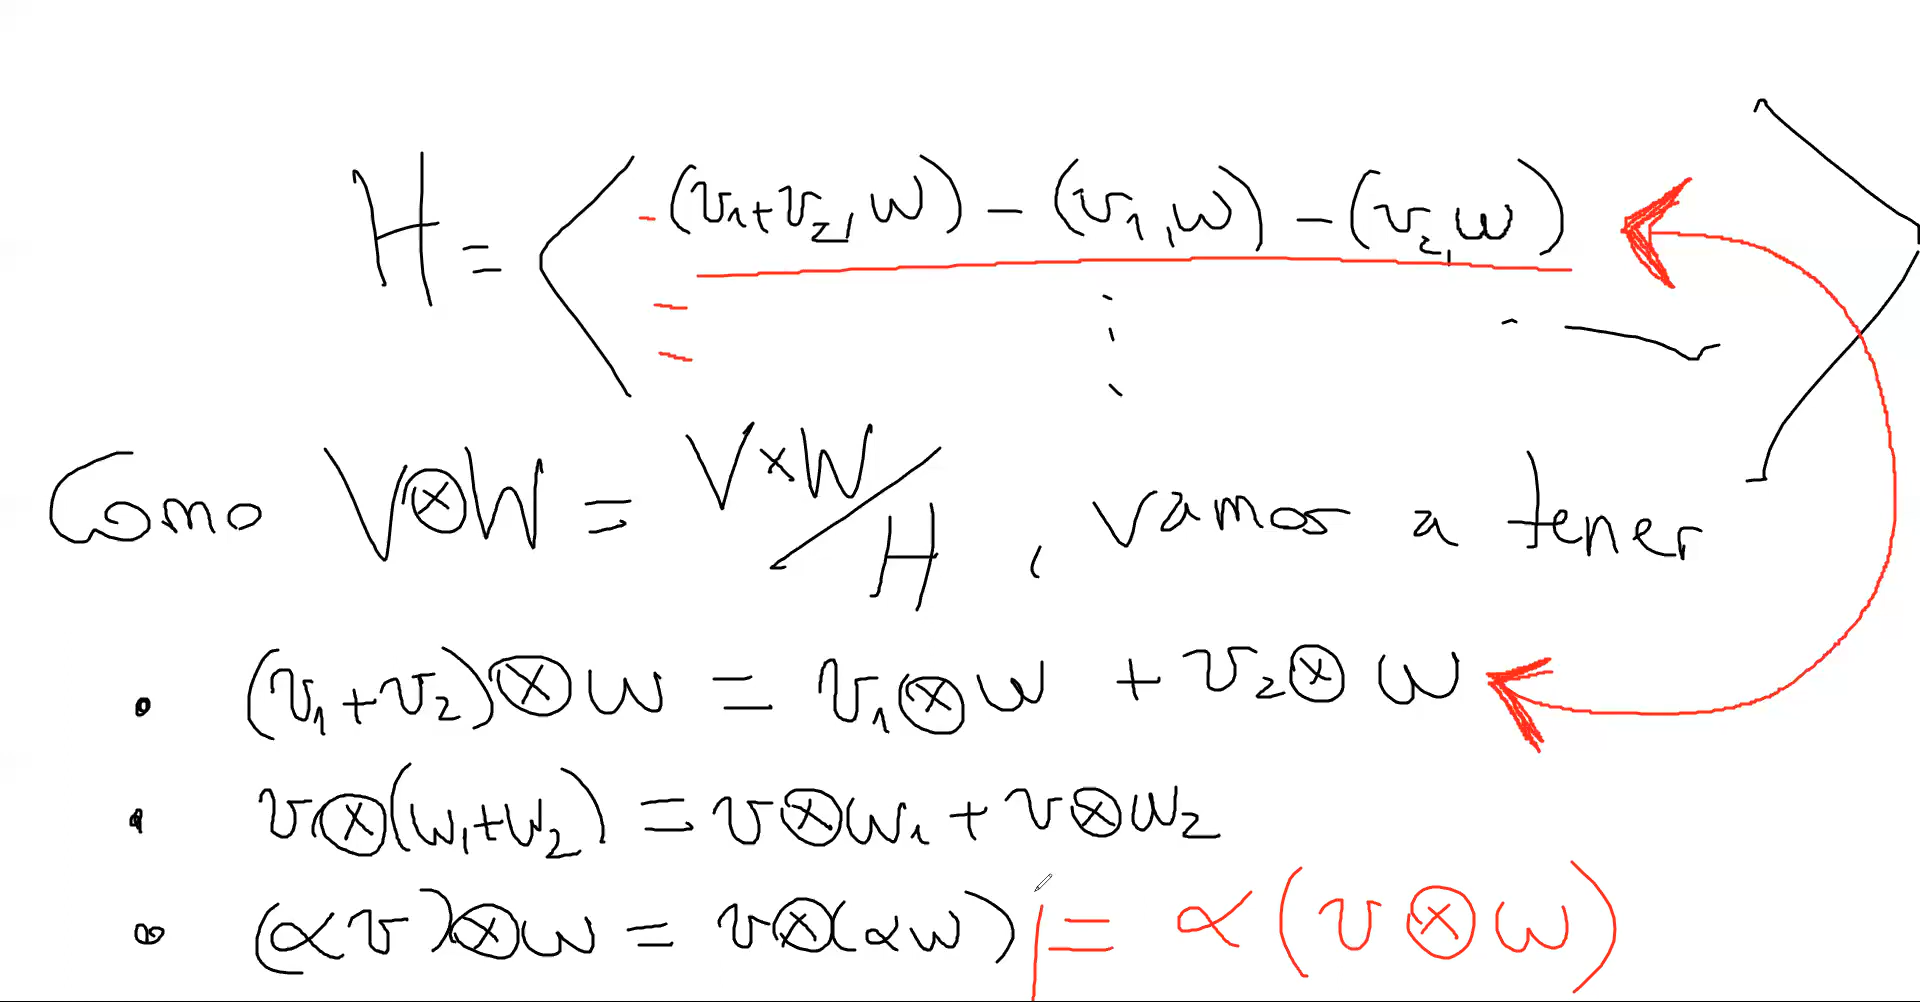 H = ⟨ - (v₁+v₂, w) - (v₁, w) - (v₂, w)
-
- ⟩
Como V⊗W = V×W / H , vamos a tener
• (v₁+v₂)⊗w = v₁⊗w + v₂⊗w
• v⊗(w₁+w₂) = v⊗w₁ + v⊗w₂
• (αv)⊗w = v⊗(αw) | = α(v⊗w)